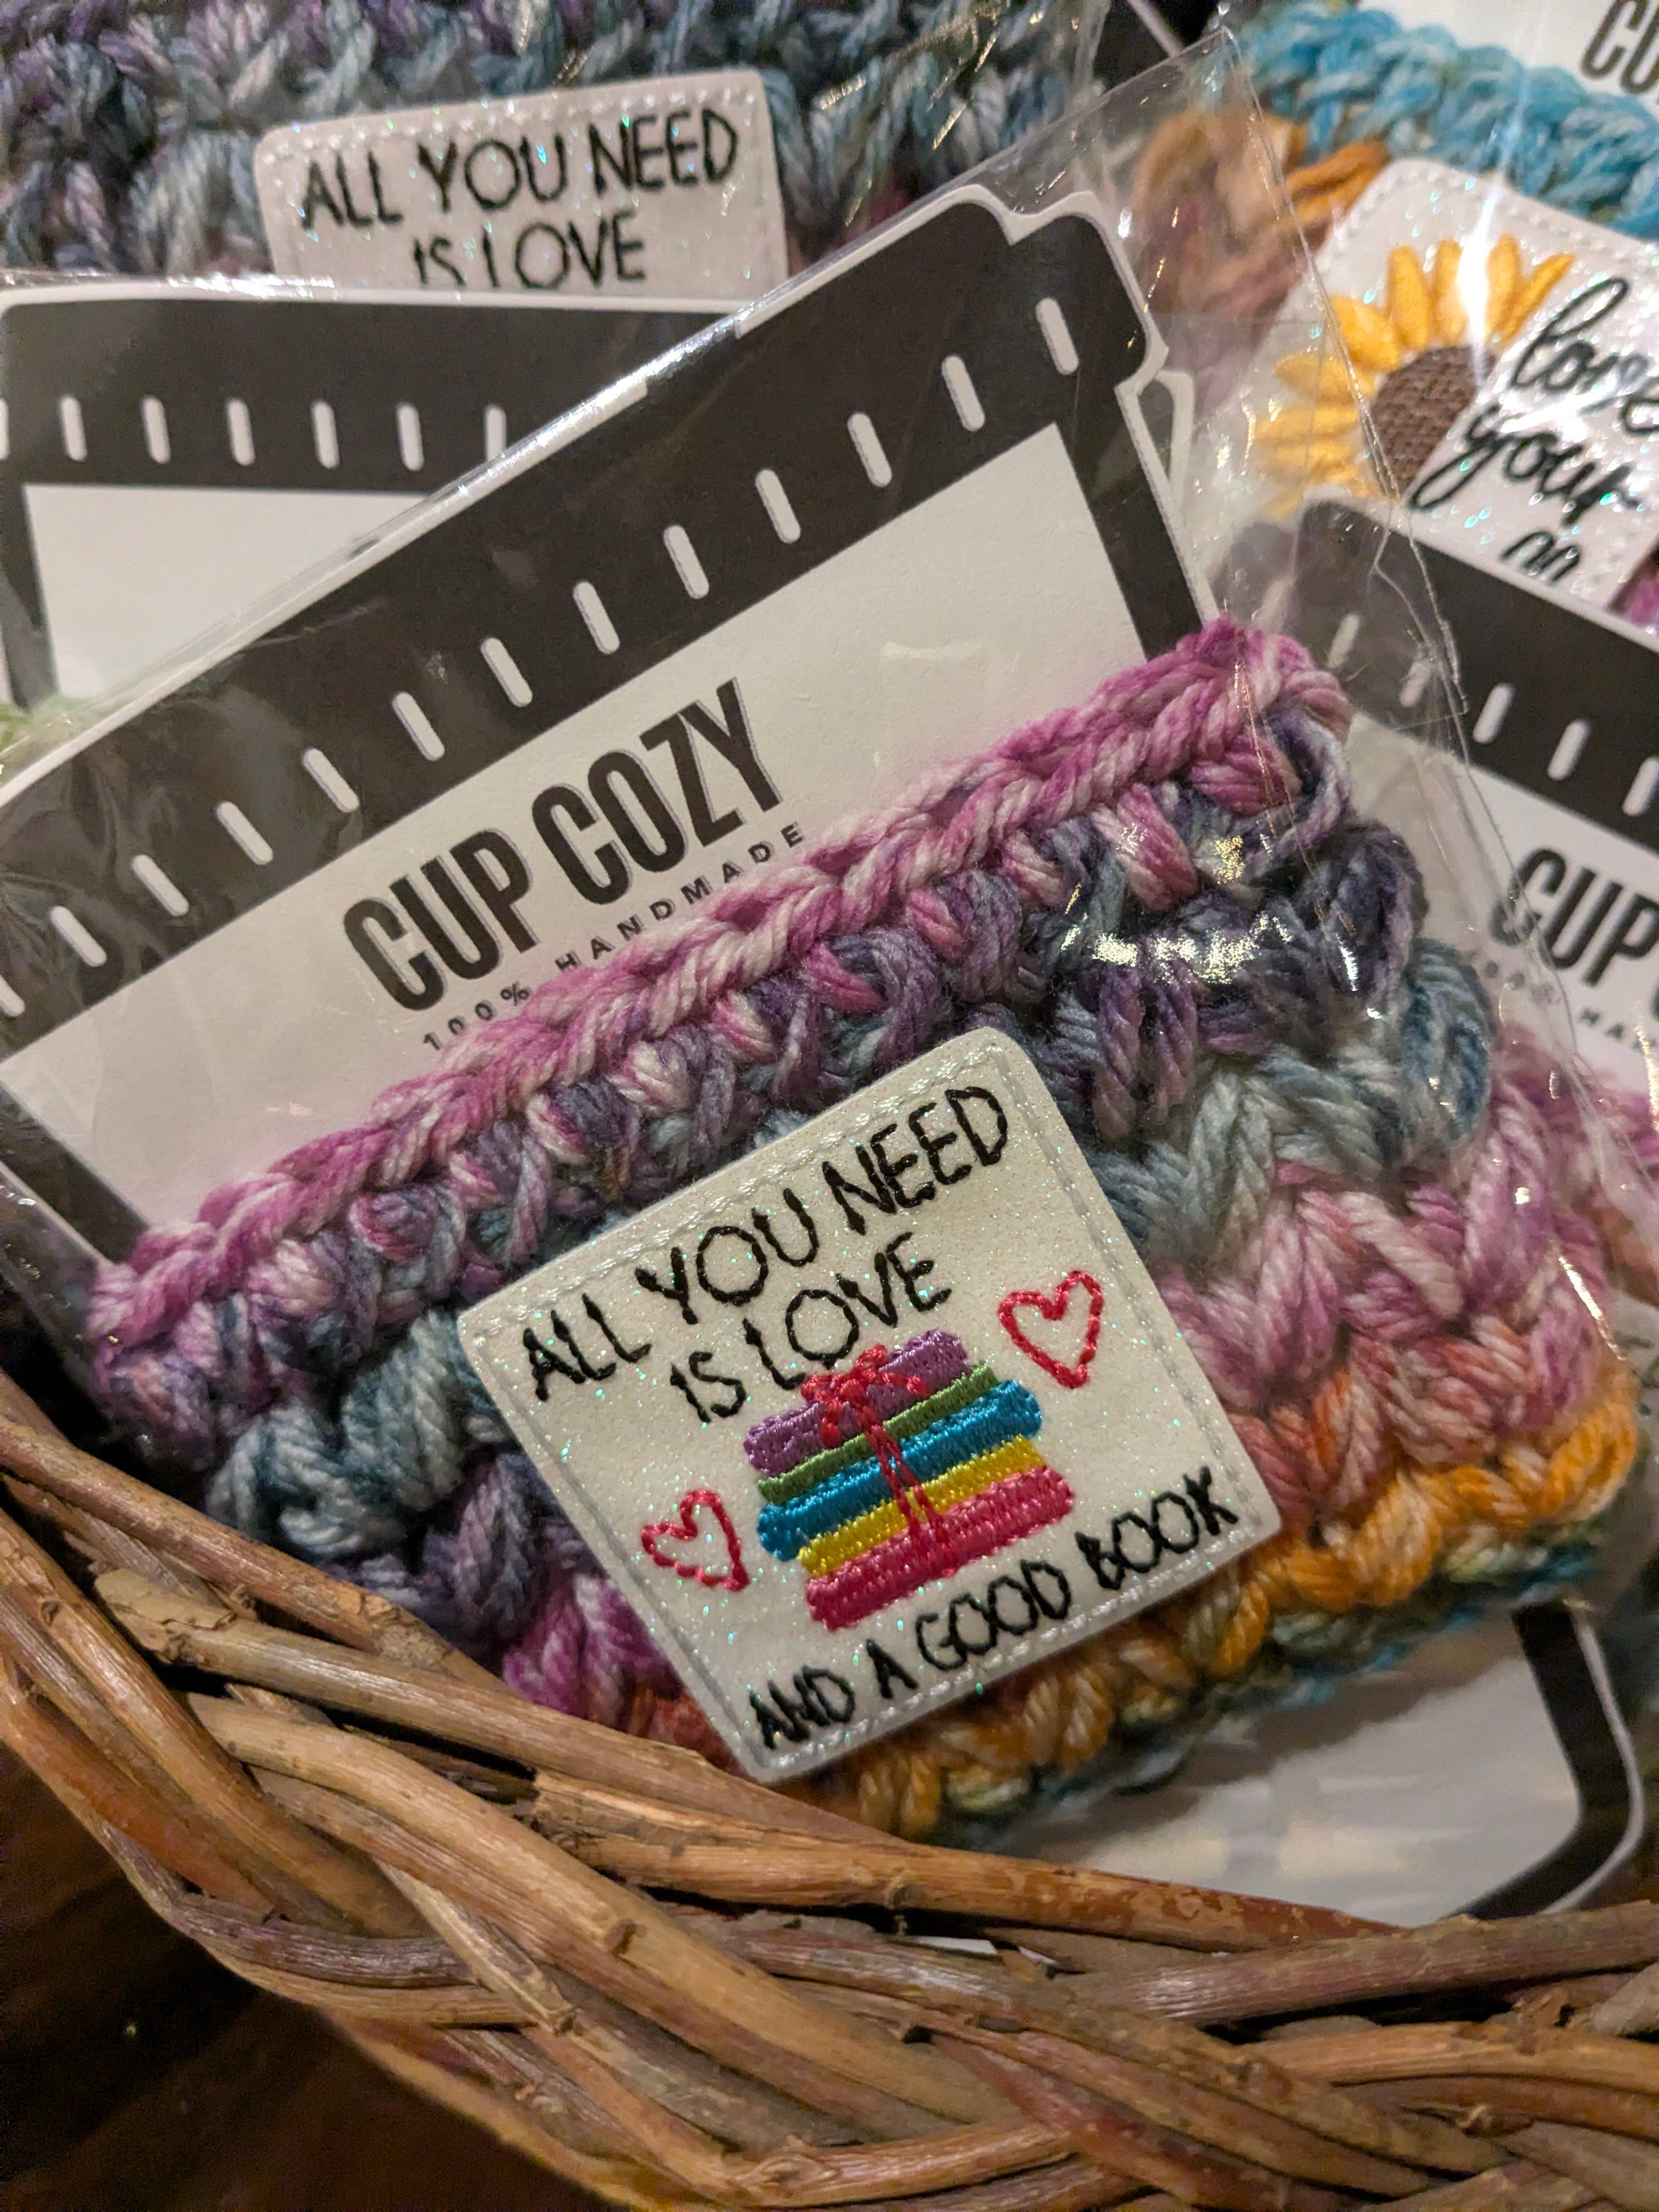 ALL YOU NEED
IS LOVE
love
your
CUP COZY
100% HANDMADE
CUP
ALL YOU NEED
IS LOVE
AND A GOOD BOOK